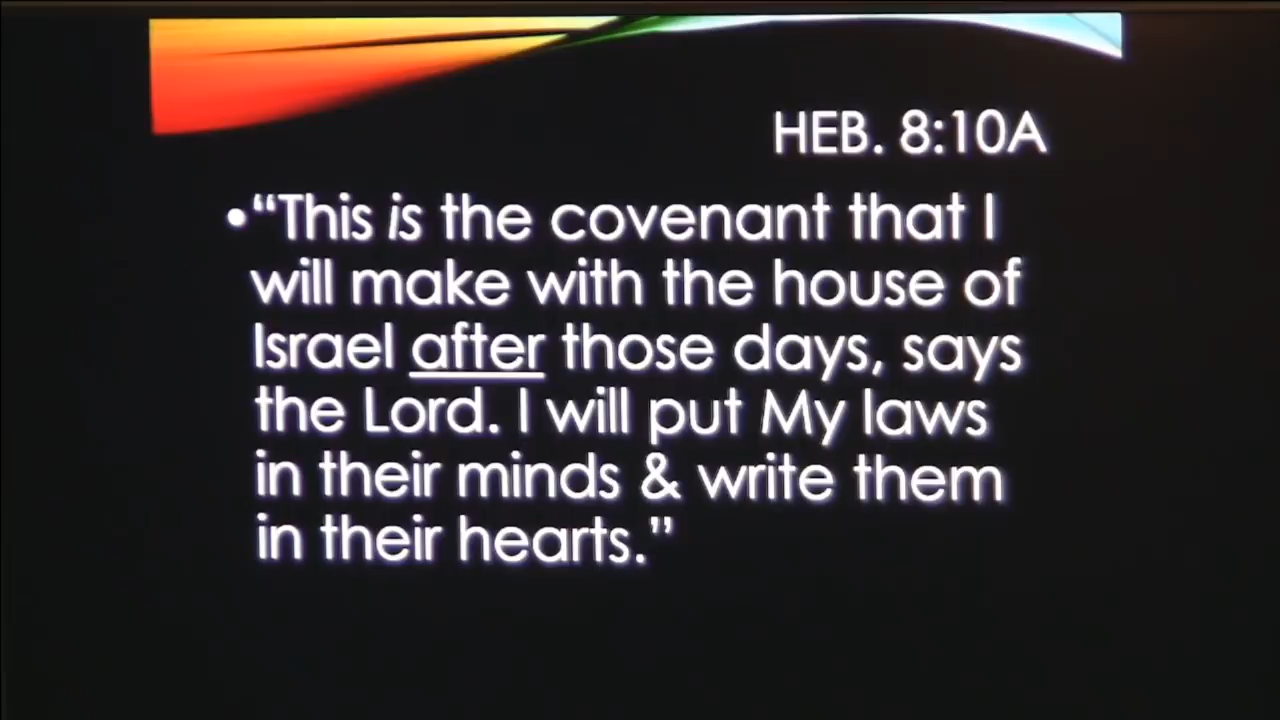 HEB. 8:10A
•“This is the covenant that I
will make with the house of
Israel after those days, says
the Lord. I will put My laws
in their minds & write them
in their hearts.”